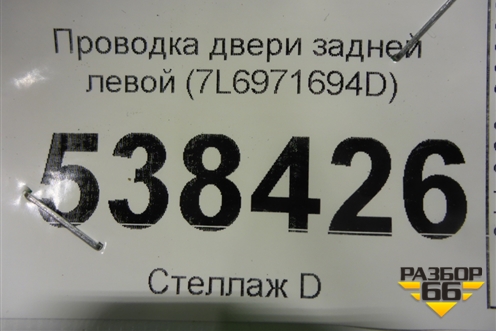 Проводка двери задней
левой (7L6971694D)
538426
Стеллаж D
РАЗБОР
66